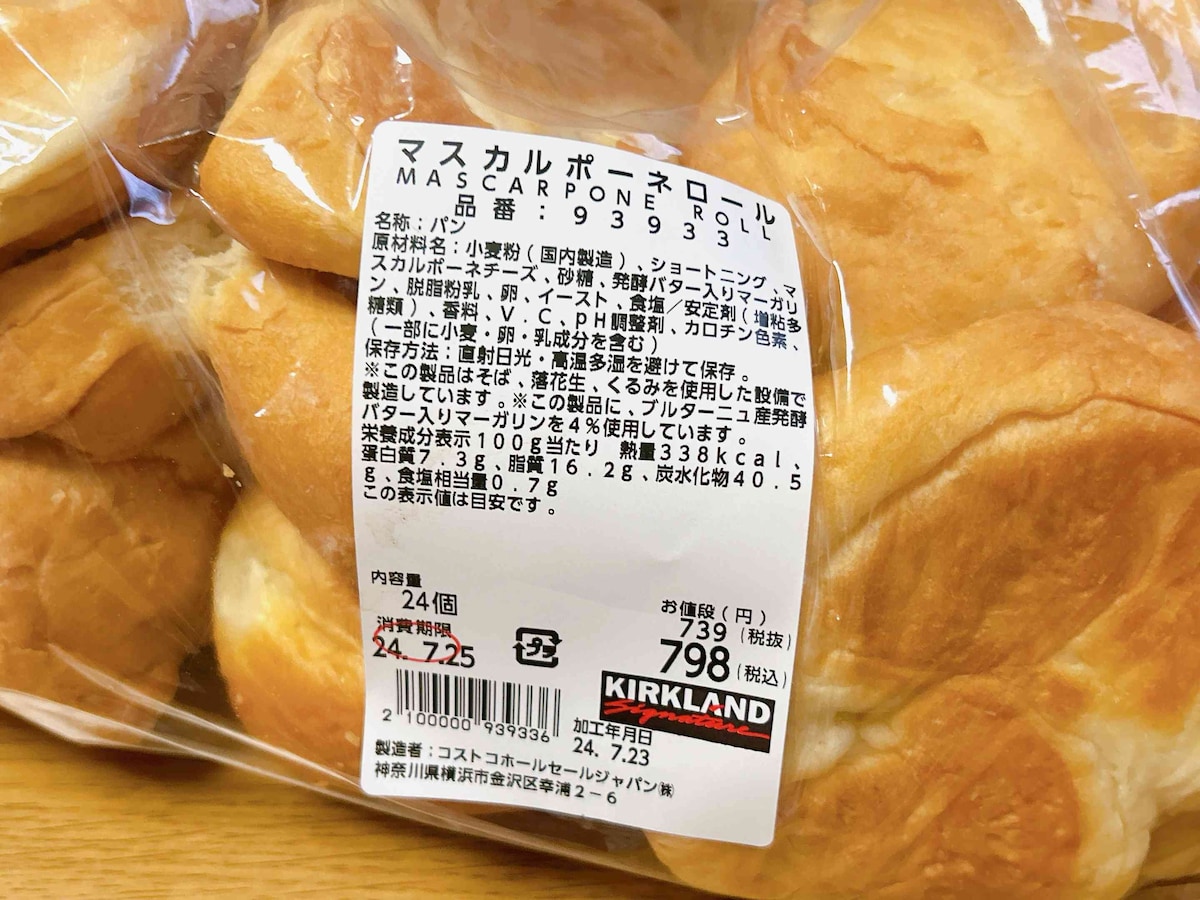 マスカルポーネロール
MASCARPONE ROLL
品番:93933
名称:パン
原材料名:小麦粉(国内製造)、ショートニング、マ
スカルポーネチーズ、砂糖、発酵バター入りマーガリ
ン、脱脂粉乳、卵、イースト、食塩/安定剤(増粘多
糖類)、香料、V.C、pH調整剤、カロチン色素、
(一部に小麦・卵・乳成分を含む)
保存方法:直射日光・高温多湿を避けて保存。
※この製品はそば、落花生、くるみを使用した設備で
製造しています。※この製品に、ブルターニュ産発酵
バター入りマーガリンを4%使用しています。
栄養成分表示100g当たり 熱量338kcal、
蛋白質7.3g、脂質16.2g、炭水化物40.5
g、食塩相当量0.7g
この表示値は目安です。
内容量
24個
消費期限
24. 7.25
プラ
お値段(円)
739(税抜)
798(税込)
KIRKLAND
Signature
2 100000 939336
加工年月日
24. 7.23
製造者:コストコホールセールジャパン㈱
神奈川県横浜市金沢区幸浦2-6